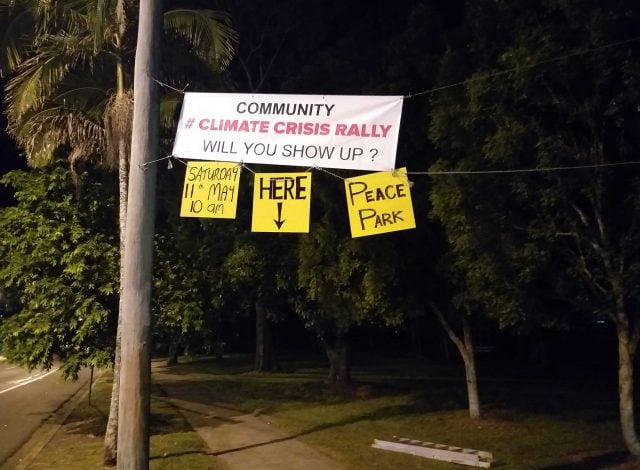 COMMUNITY
# CLIMATE CRISIS RALLY
WILL YOU SHOW UP ?
SATURDAY
11TH MAY
10 am
HERE
↓
PEACE
PARK